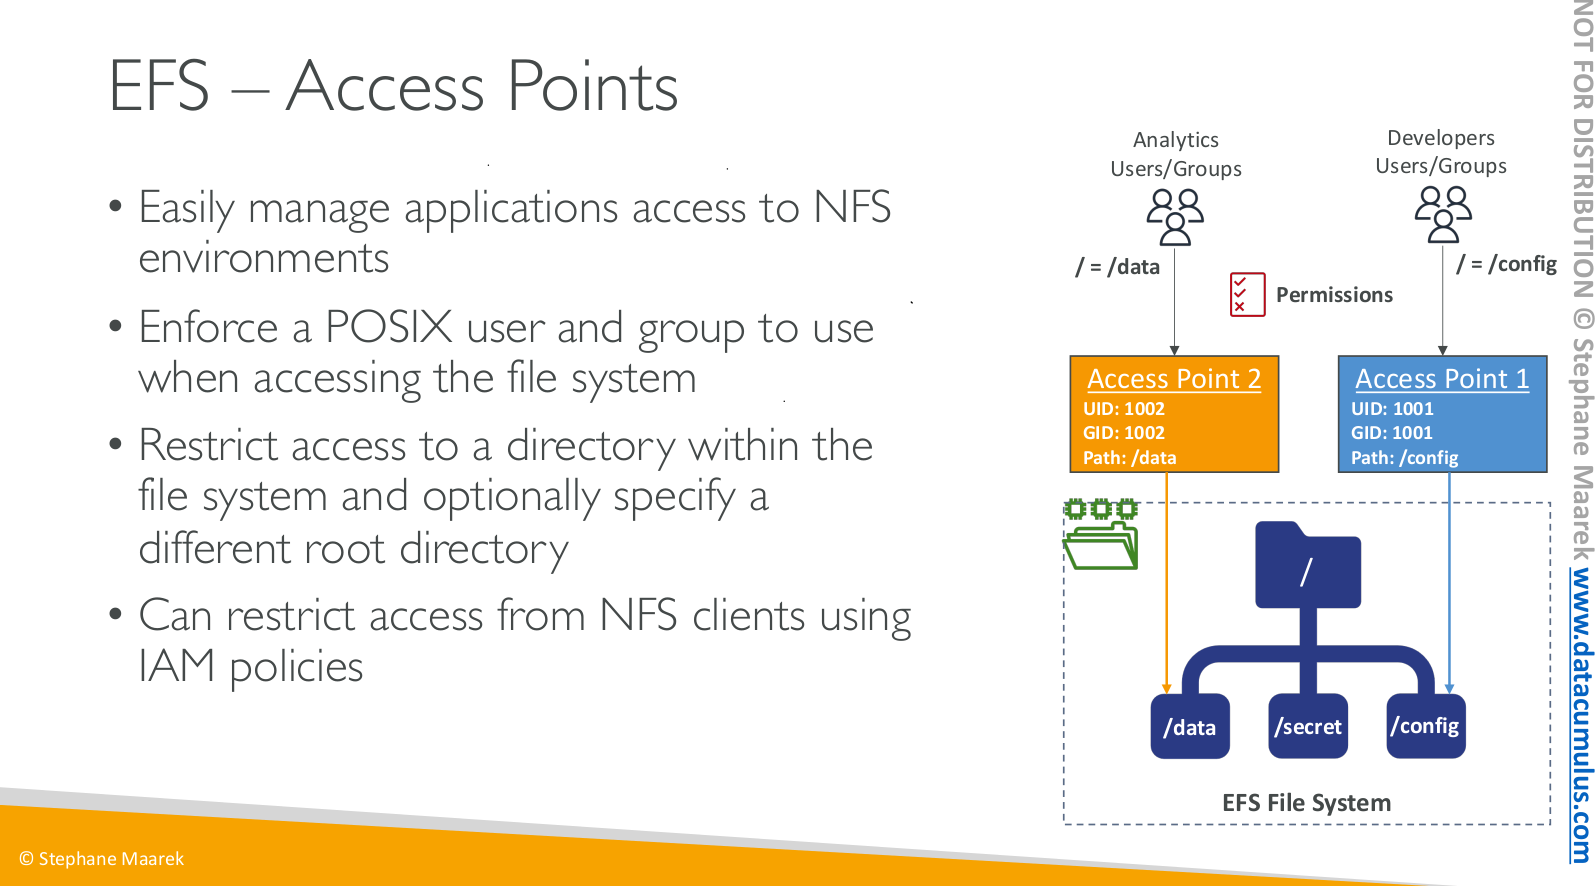 EFS – Access Points
• Easily manage applications access to NFS
environments
• Enforce a POSIX user and group to use
when accessing the file system
• Restrict access to a directory within the
file system and optionally specify a
different root directory
• Can restrict access from NFS clients using
IAM policies
Analytics
Users/Groups
Developers
Users/Groups
/ = /data
/ = /config
Permissions
Access Point 2
UID: 1002
GID: 1002
Path: /data
Access Point 1
UID: 1001
GID: 1001
Path: /config
/
/data
/secret
/config
EFS File System
© Stephane Maarek
NOT FOR DISTRIBUTION © Stephane Maarek www.datacumulus.com